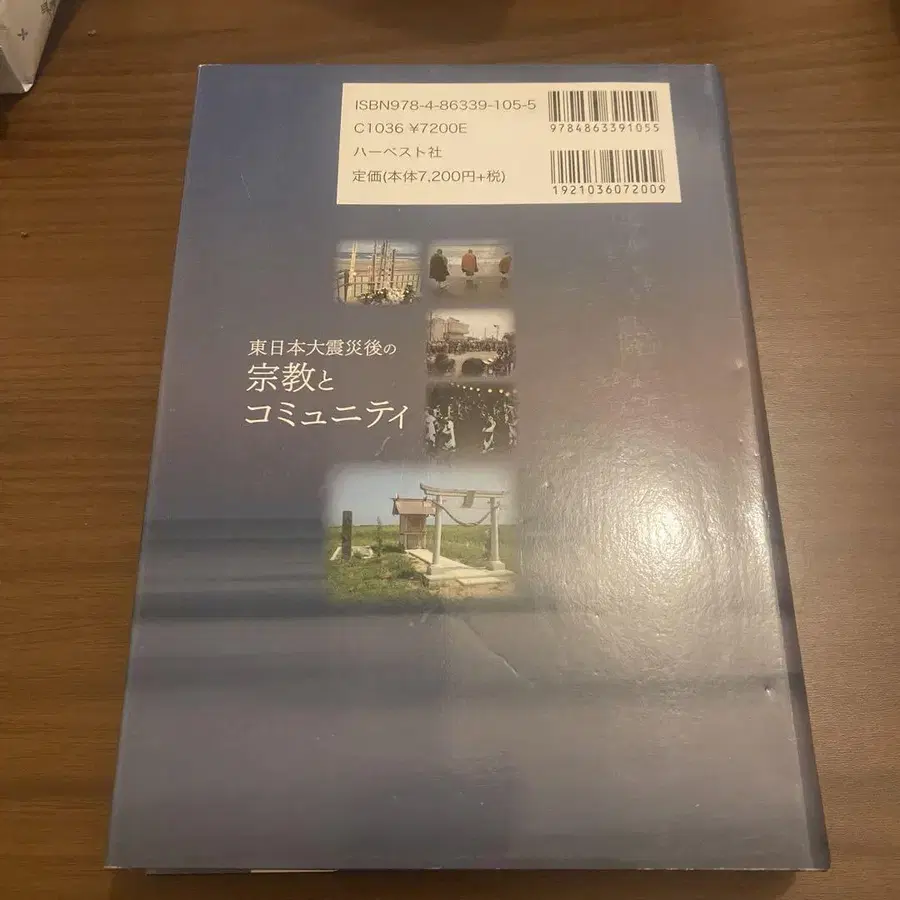 ISBN978-4-86339-105-5
C1036 ¥7200E
ハーベスト社
定価(本体7,200円+税)
9784863391055
1921036072009
東日本大震災後の
宗教と
コミュニティ